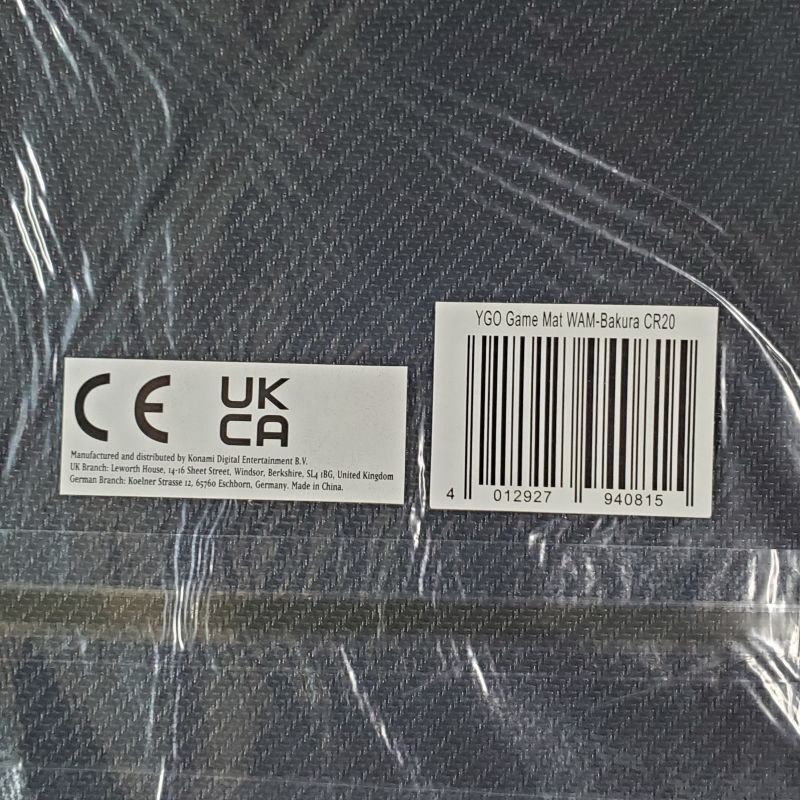 YGO Game Mat WAM-Bakura CR20
4 012927 940815
CE UK
CA
Manufactured and distributed by Konami Digital Entertainment B.V.
UK Branch: Leworth House, 14-16 Sheet Street, Windsor, Berkshire, SL4 1BG, United Kingdom
German Branch: Koelner Strasse 12, 65760 Eschborn, Germany. Made in China.